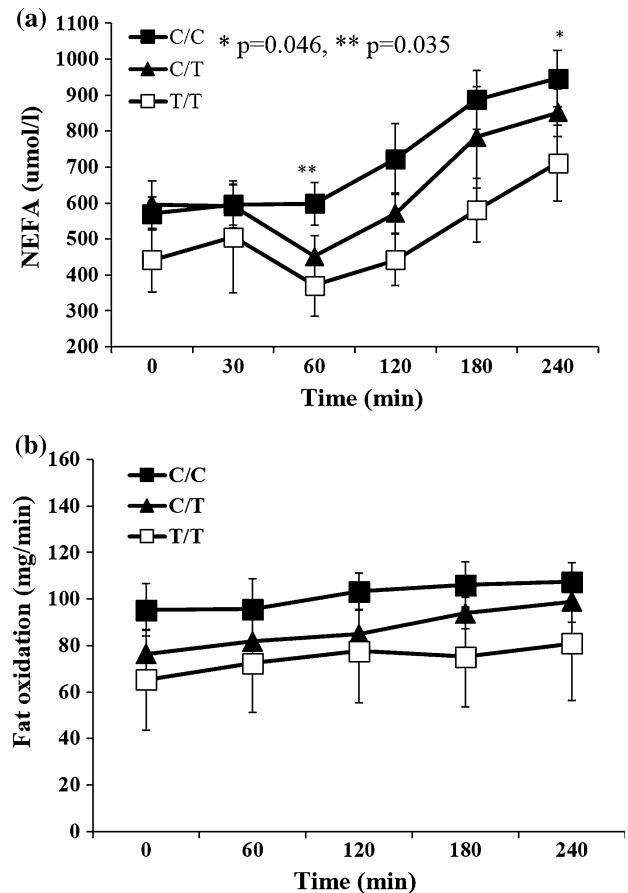 (a)
1100
1000
900
800
700
600
500
400
300
200
NEFA (umol/l)
C/C
C/T
T/T
* p=0.046, ** p=0.035
**
*
0 30 60 120 180 240
Time (min)
(b)
160
140
120
100
80
60
40
20
0
Fat oxidation (mg/min)
C/C
C/T
T/T
0 60 120 180 240
Time (min)